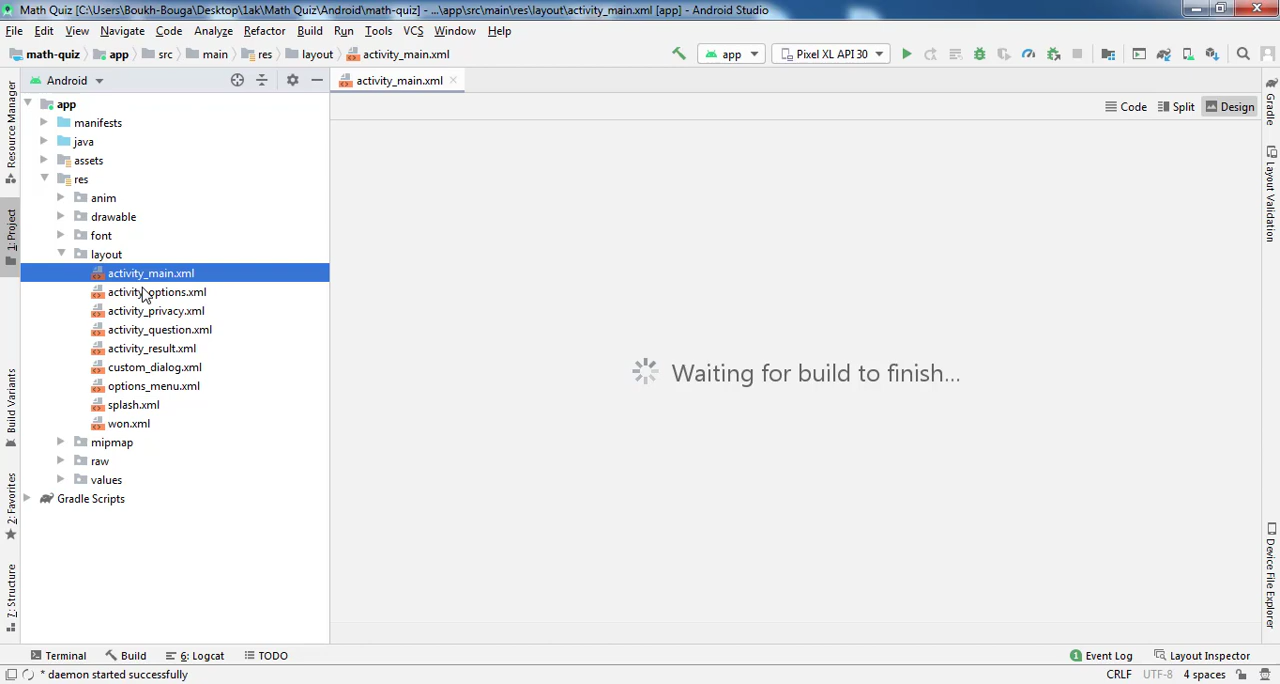 Math Quiz [C:\Users\Boukh-Bouga\Desktop\1ak\Math Quiz\Android\math-quiz] - ...\app\src\main\res\layout\activity_main.xml [app] - Android Studio
File Edit View Navigate Code Analyze Refactor Build Run Tools VCS Window Help
math-quiz app src main res layout activity_main.xml app Pixel XL API 30
Android activity_main.xml
Code Split Design
app
manifests
java
assets
res
anim
drawable
font
layout
activity_main.xml
activity_options.xml
activity_privacy.xml
activity_question.xml
activity_result.xml
custom_dialog.xml
options_menu.xml
splash.xml
won.xml
mipmap
raw
values
Gradle Scripts
Waiting for build to finish...
Resource Manager
1: Project
Build Variants
2: Favorites
7: Structure
Gradle
Layout Validation
Device File Explorer
Terminal Build 6: Logcat TODO 1 Event Log Layout Inspector
* daemon started successfully CRLF UTF-8 4 spaces